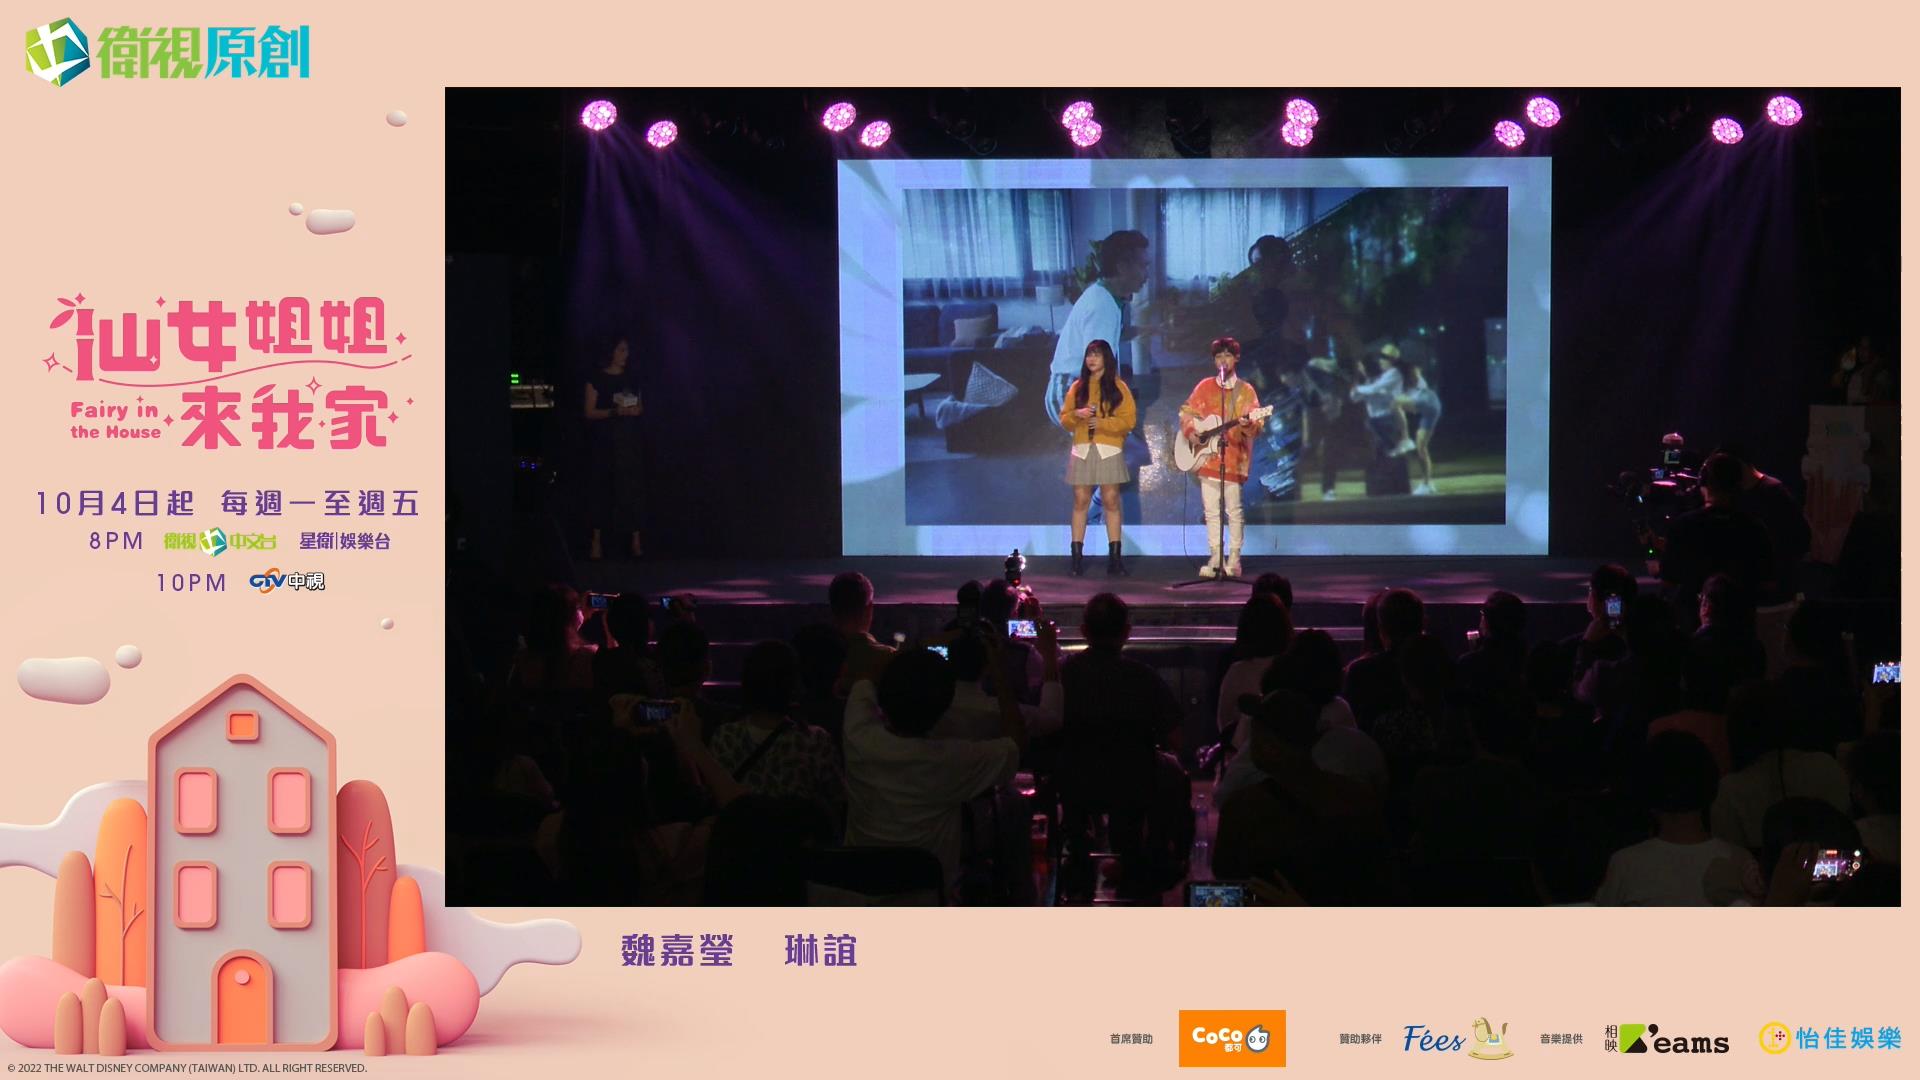 衛視原創
仙女姐姐
來我家
Fairy in
the House
10月4日起 每週一至週五
8PM 衛視中文台 星衛娛樂台
10PM CTV中視
魏嘉瑩 琳誼
首席贊助 CoCo都可 贊助夥伴 Fées 音樂提供 相映 X'eams 怡佳娛樂
© 2022 THE WALT DISNEY COMPANY (TAIWAN) LTD. ALL RIGHT RESERVED.